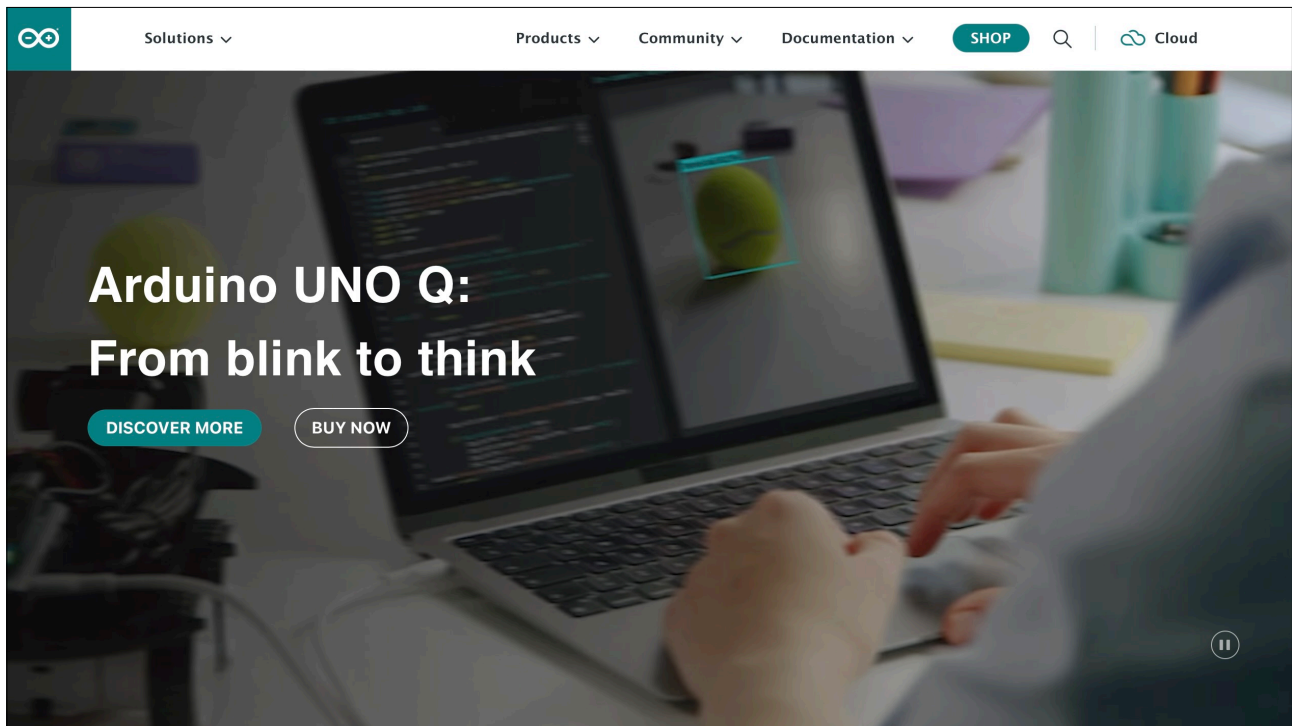 Solutions
Products
Community
Documentation
SHOP
Cloud
Arduino UNO Q:
From blink to think
DISCOVER MORE
BUY NOW